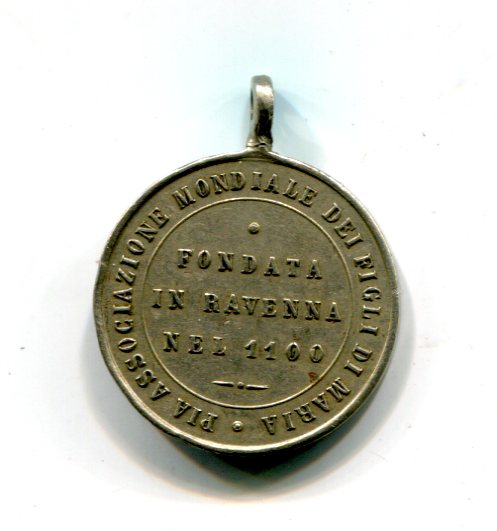 PIA ASSOCIAZIONE MONDIALE DEI FIGLI DI MARIA
FONDATA
IN RAVENNA
NEL 1100